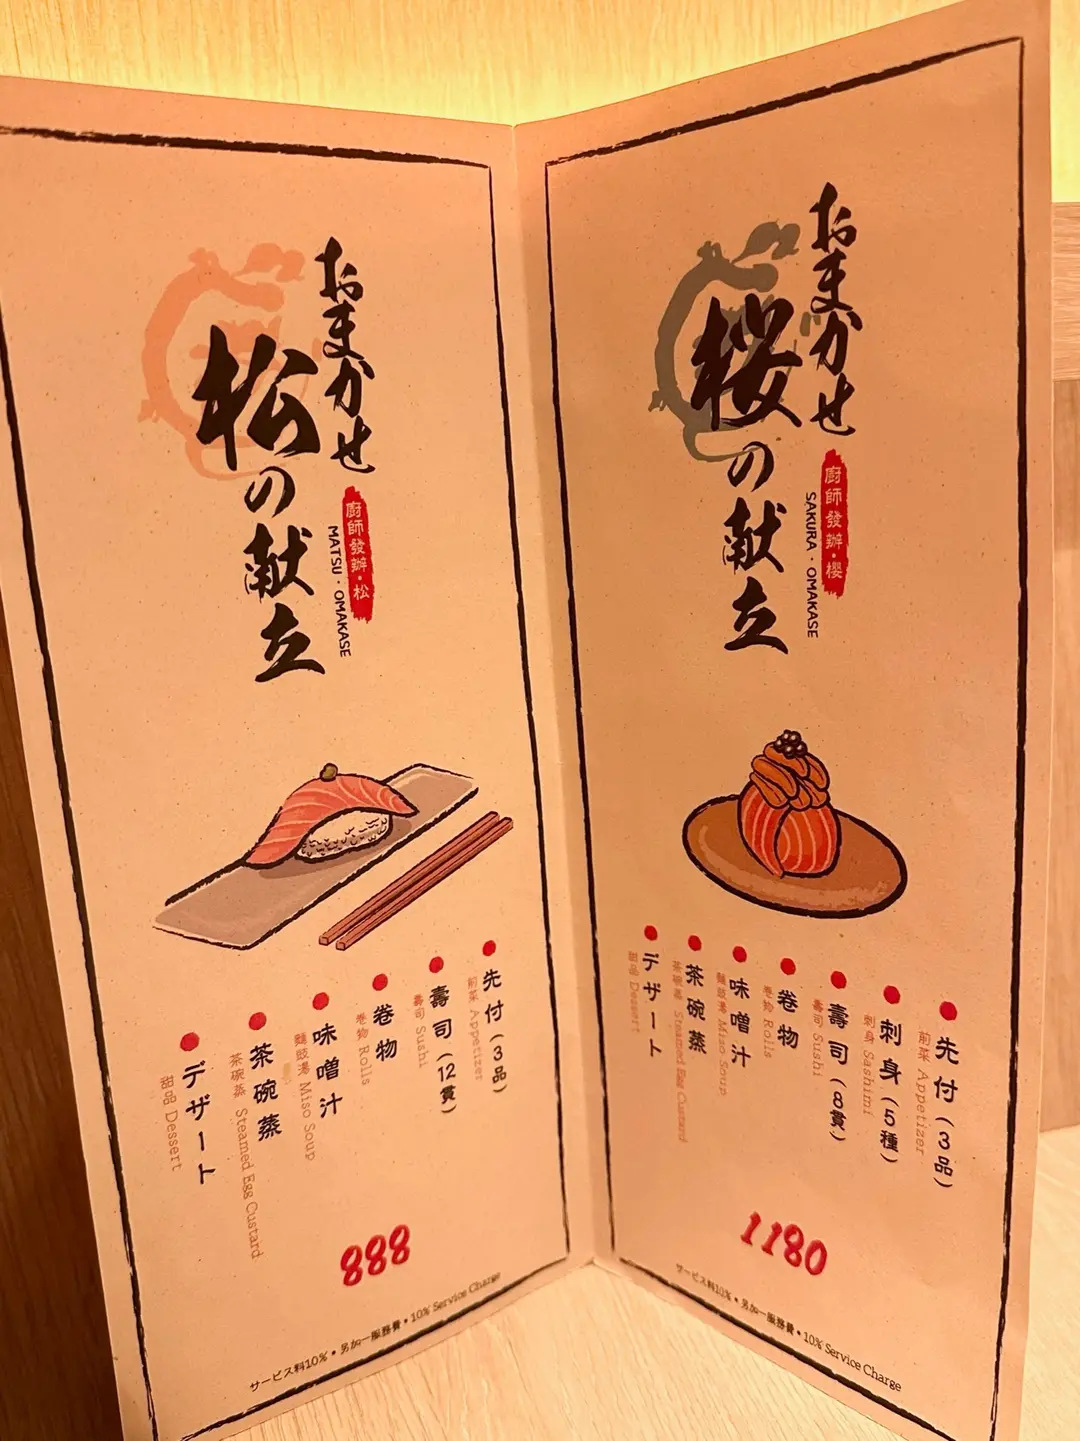 おまかせ
松の献立
廚師發辦・松
MATSU・OMAKASE
先付(3品)
前菜 Appetizer
壽司(12貫)
壽司 Sushi
巻物
卷物 Rolls
味噌汁
麵豉湯 Miso Soup
茶碗蒸
茶碗蒸 Steamed Egg Custard
デザート
甜品 Dessert
888
サービス料10%・另加一服務費・10% Service Charge
おまかせ
桜の献立
廚師發辦・櫻
SAKURA・OMAKASE
先付(3品)
前菜 Appetizer
刺身(5種)
刺身 Sashimi
壽司(8貫)
壽司 Sushi
巻物
卷物 Rolls
味噌汁
麵豉湯 Miso Soup
茶碗蒸
茶碗蒸 Steamed Egg Custard
デザート
甜品 Dessert
1180
サービス料10%・另加一服務費・10% Service Charge